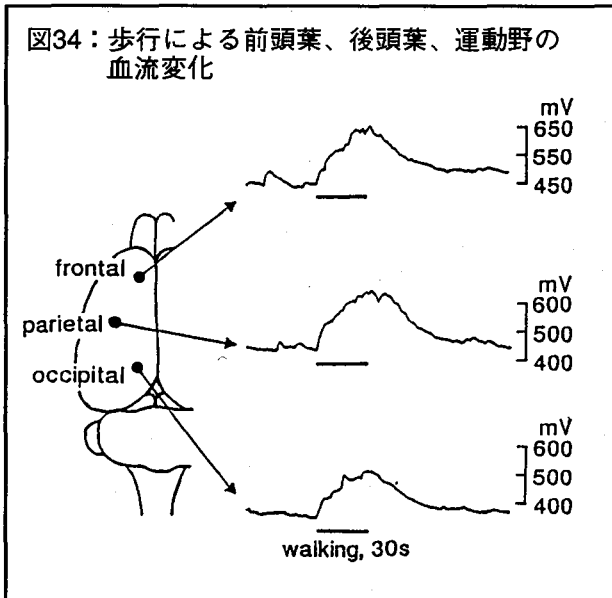 図34：歩行による前頭葉、後頭葉、運動野の
血流変化
mV
650
550
450
frontal
parietal
occipital
mV
600
500
400
mV
600
500
400
walking, 30s